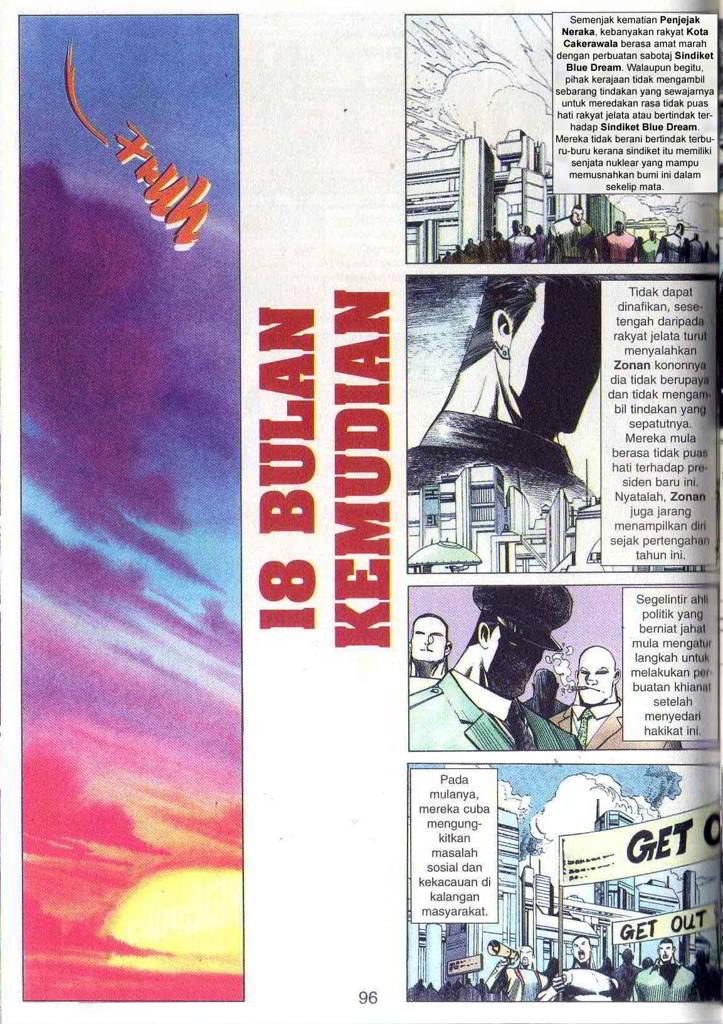 Truth
18 BULAN
KEMUDIAN
Semenjak kematian Penjejak
Neraka, kebanyakan rakyat Kota
Cakerawala berasa amat marah
dengan perbuatan sabotaj Sindiket
Blue Dream. Walaupun begitu,
pihak kerajaan tidak mengambil
sebarang tindakan yang sewajarnya
untuk meredakan rasa tidak puas
hati rakyat jelata atau bertindak ter-
hadap Sindiket Blue Dream.
Mereka tidak berani bertindak terbu-
ru-buru kerana sindiket itu memiliki
senjata nuklear yang mampu
memusnahkan bumi ini dalam
sekelip mata.
Tidak dapat
dinafikan, sese-
tengah daripada
rakyat jelata turut
menyalahkan
Zonan kononnya
dia tidak berupaya
dan tidak mengam-
bil tindakan yang
sepatutnya.
Mereka mula
berasa tidak puas
hati terhadap pre-
siden baru ini.
Nyatalah, Zonan
juga jarang
menampilkan diri
sejak pertengahan
tahun ini.
Segelintir ahli
politik yang
berniat jahat
mula mengatur
langkah untuk
melakukan per-
buatan khianat
setelah
menyedari
hakikat ini.
Pada
mulanya,
mereka cuba
mengung-
kitkan
masalah
sosial dan
kekacauan di
kalangan
masyarakat.
GET O
GET OUT
96